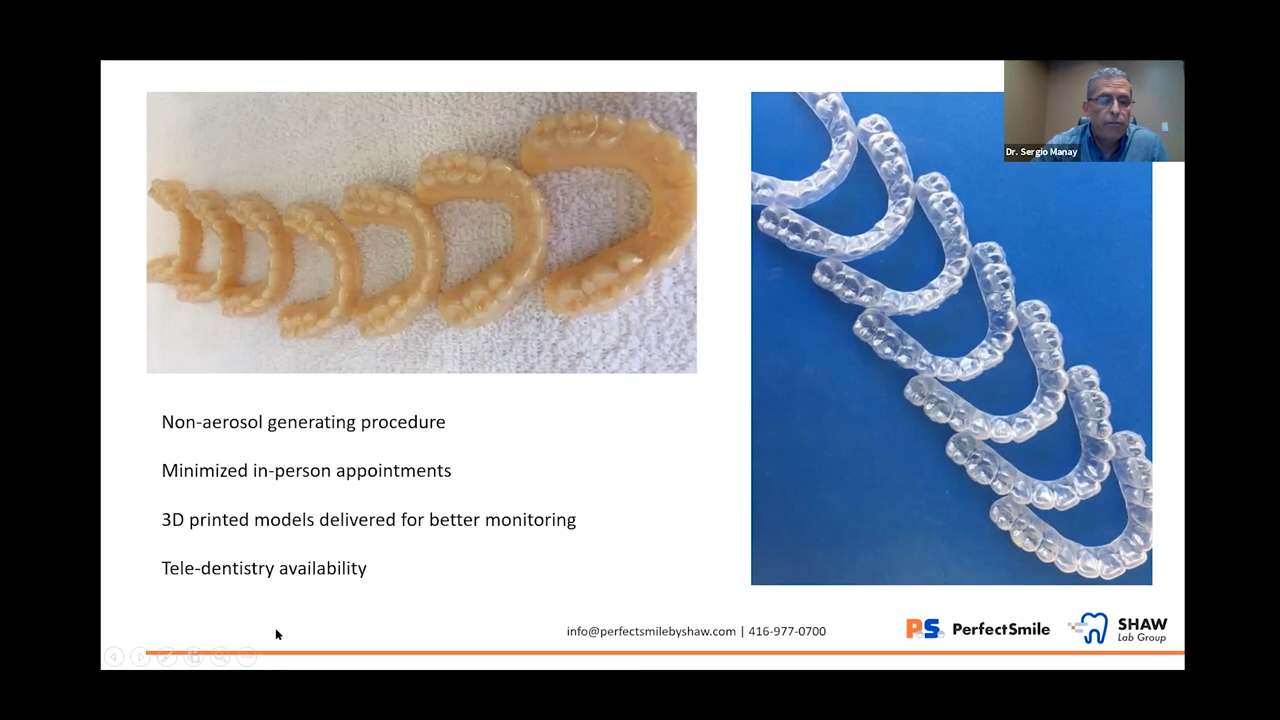 Dr. Sergio Manay
Non-aerosol generating procedure
Minimized in-person appointments
3D printed models delivered for better monitoring
Tele-dentistry availability
info@perfectsmilebyshaw.com | 416-977-0700
PS PerfectSmile
SHAW
Lab Group